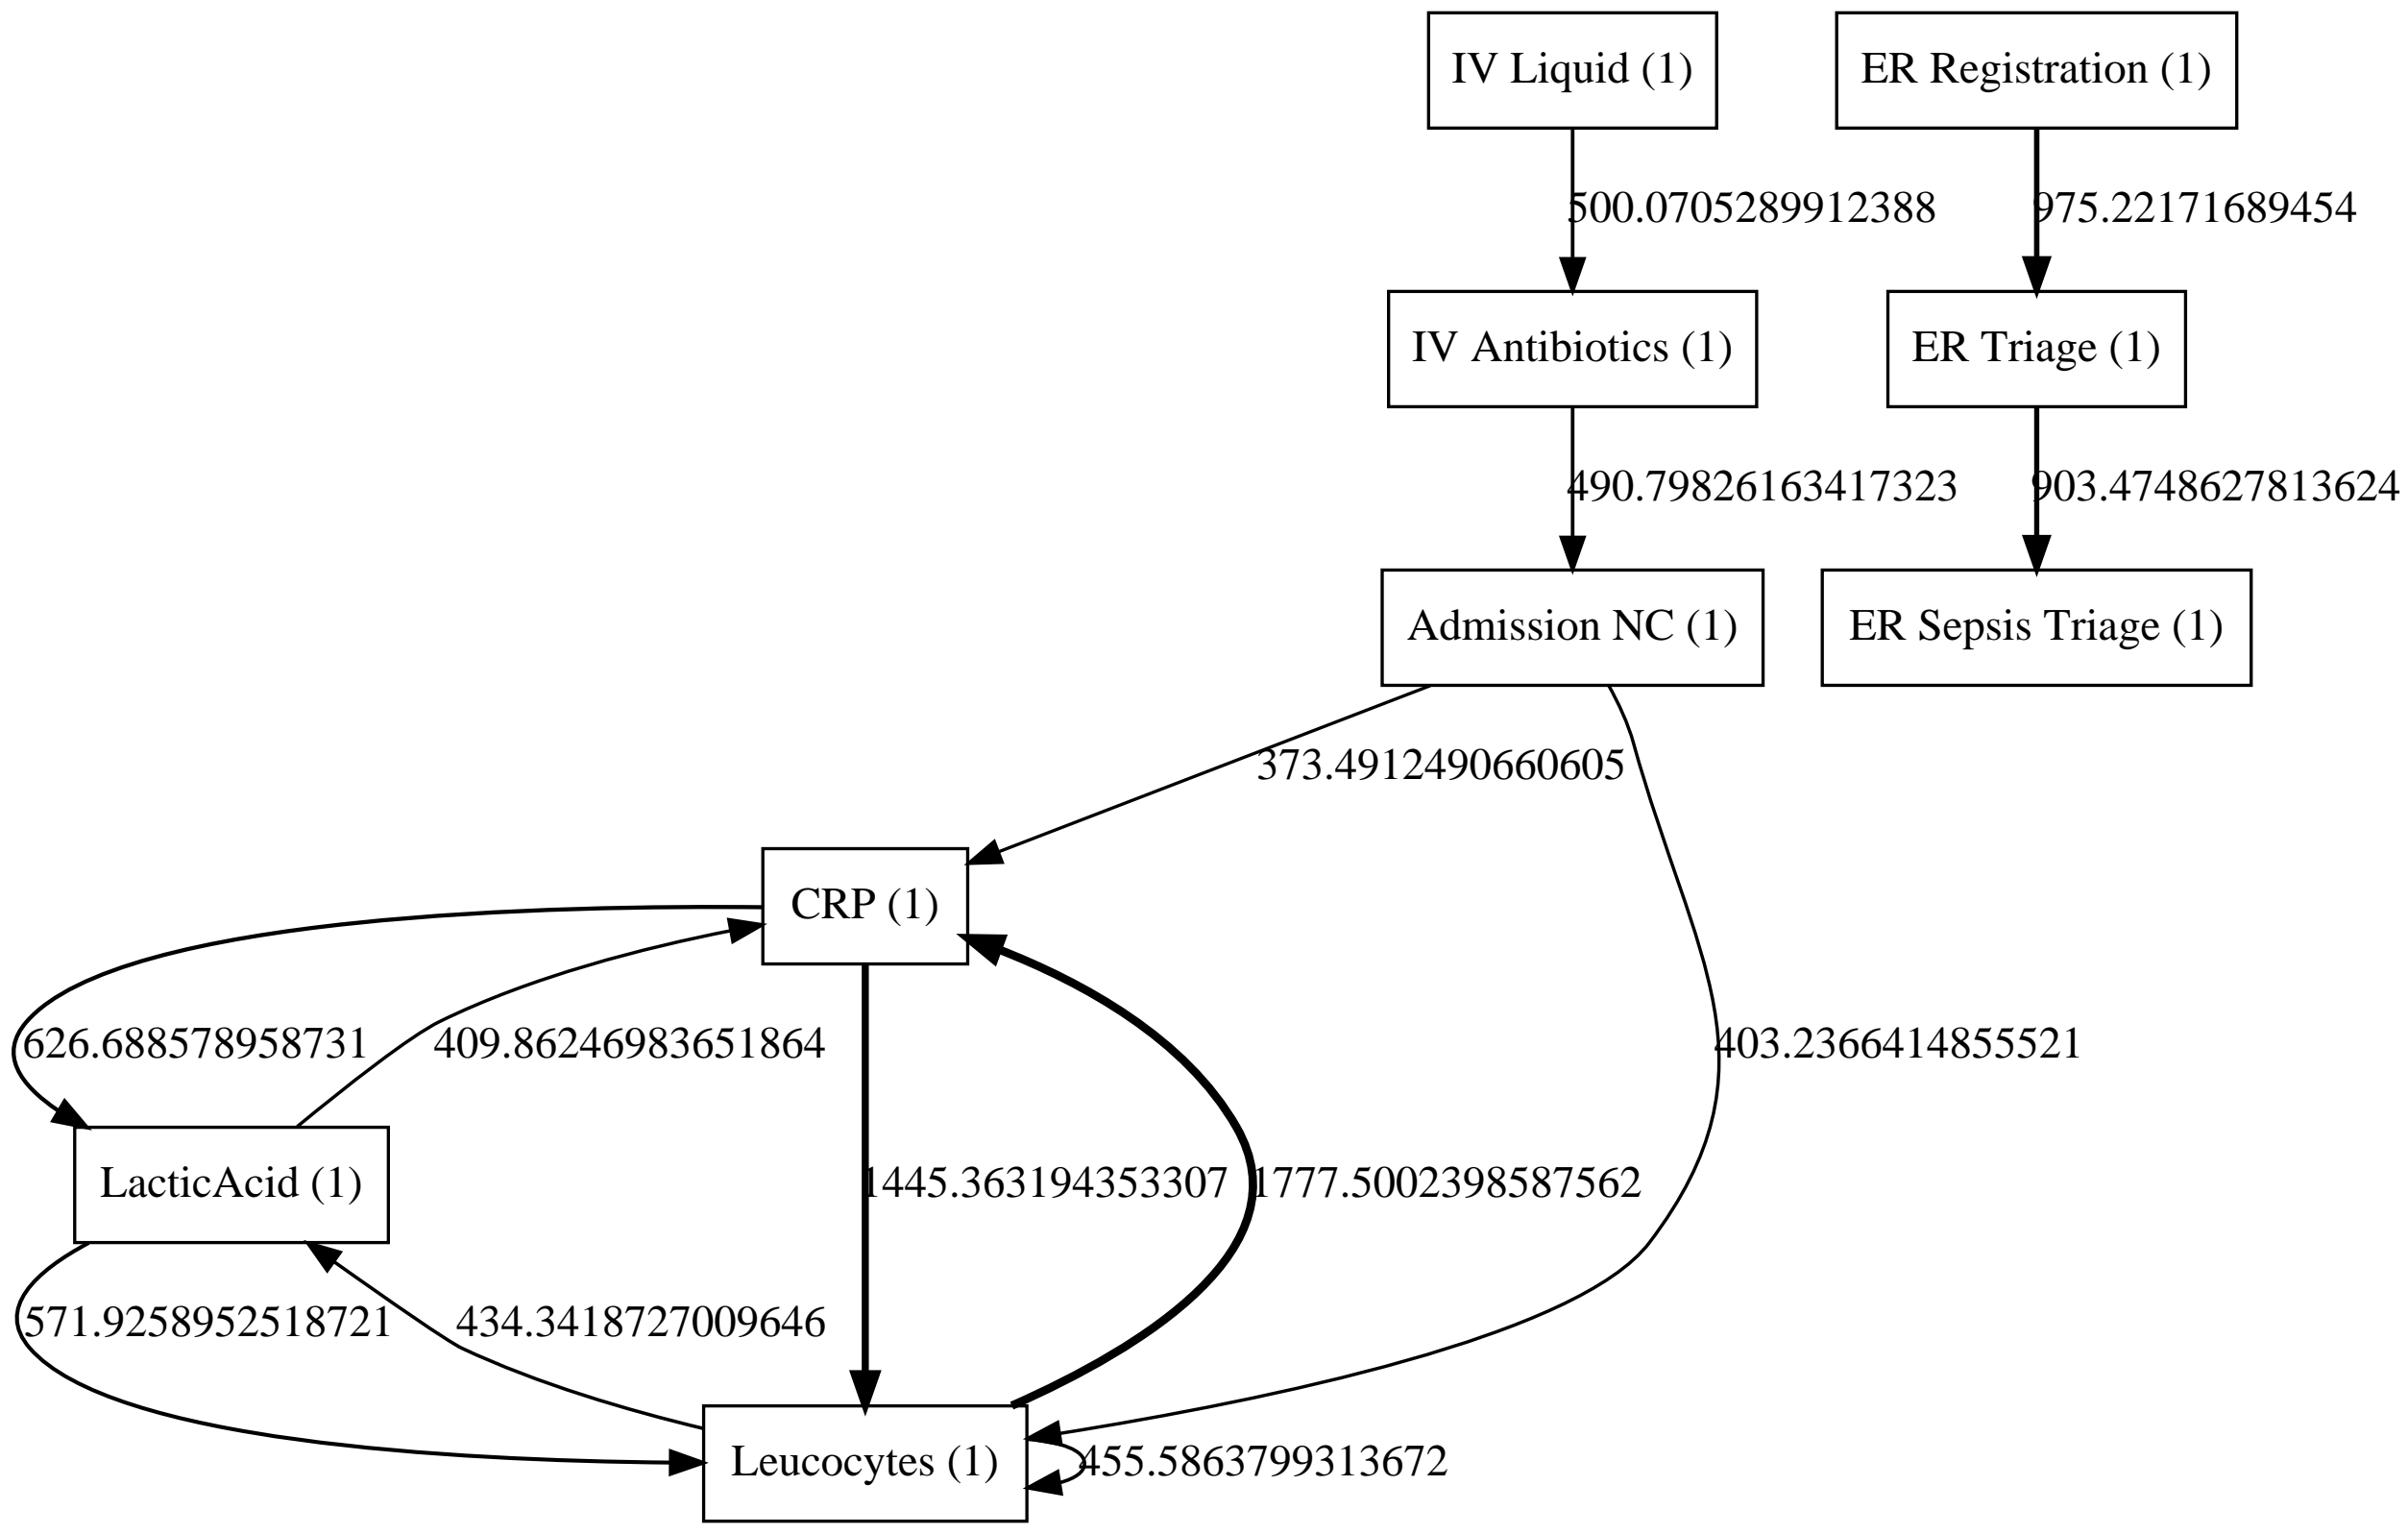 IV Liquid (1)
ER Registration (1)
500.0705289912388
975.22171689454
IV Antibiotics (1)
ER Triage (1)
490.79826163417323
903.4748627813624
Admission NC (1)
ER Sepsis Triage (1)
373.4912490660605
CRP (1)
626.688578958731
409.86246983651864
403.2366414855521
LacticAcid (1)
1445.363194353307
1777.5002398587562
571.9258952518721
434.3418727009646
Leucocytes (1)
455.5863799313672